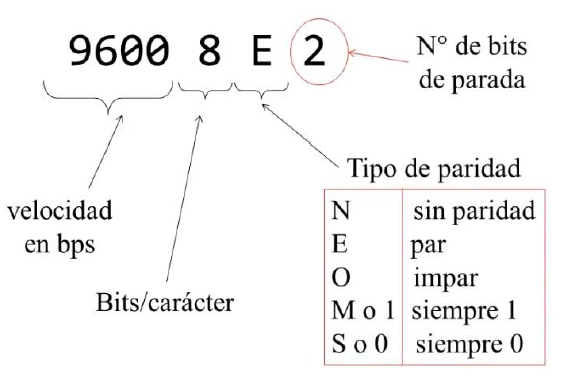 9600 8 E 2
N° de bits
de parada
Tipo de paridad
velocidad
en bps
Bits/carácter
N sin paridad
E par
O impar
M o 1 siempre 1
S o 0 siempre 0